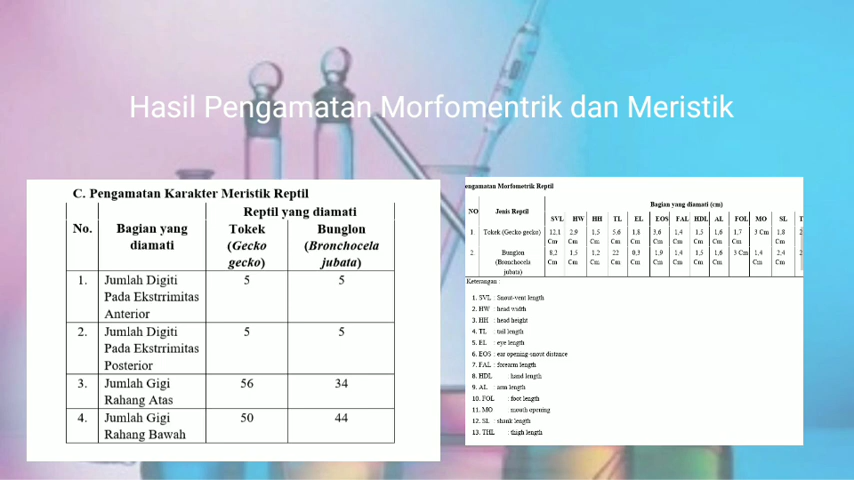 Hasil Pengamatan Morfomentrik dan Meristik
C. Pengamatan Karakter Meristik Reptil
No. Bagian yang diamati Reptil yang diamati
Tokek (Gecko gecko) Bunglon (Bronchocela jubata)
1. Jumlah Digiti Pada Ekstrrimitas Anterior 5 5
2. Jumlah Digiti Pada Ekstrrimitas Posterior 5 5
3. Jumlah Gigi Rahang Atas 56 34
4. Jumlah Gigi Rahang Bawah 50 44
engamatan Morfometrik Reptil
NO Jenis Reptil Bagian yang diamati (cm)
SVL HW HH TL EL EOS FAL HDL AL FOL MO SL T
1 Tokek (Gecko gecko) 12,1 Cm 2,9 Cm 1,5 Cm 5,6 Cm 1,8 Cm 3,6 Cm 1,4 Cm 1,5 Cm 1,6 Cm 1,7 Cm 3 Cm 1,8 Cm 2
2. Bunglon (Bronchocela jubata) 8,2 Cm 1,5 Cm 1,2 Cm 22 Cm 0,3 Cm 1,9 Cm 1,4 Cm 1,5 Cm 1,6 Cm 3 Cm 1,4 Cm 2,4 Cm 2
Keterangan :
1. SVL : Snout-vent length
2. HW : head width
3. HH : head height
4. TL : tail length
5. EL : eye length
6. EOS : ear opening-snout distance
7. FAL : forearm length
8. HDL : hand length
9. AL : arm length
10. FOL : foot length
11. MO : mouth opening
12. SL : shank length
13. THL : thigh length